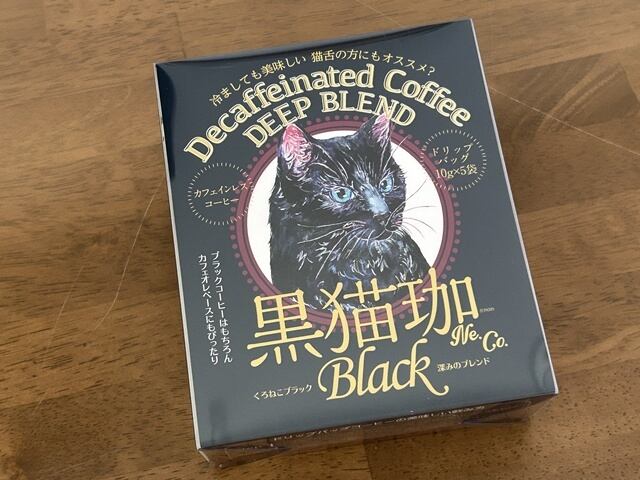 冷ましても美味しい 猫舌の方にもオススメ?
Decaffeinated Coffee
DEEP BLEND
カフェインレス
コーヒー
ドリップ
バッグ
10g×5袋
ブラックコーヒーはもちろん
カフェオレベースにもぴったり
黒猫珈
Ne. Co.
くろねこブラック
Black
深みのブレンド